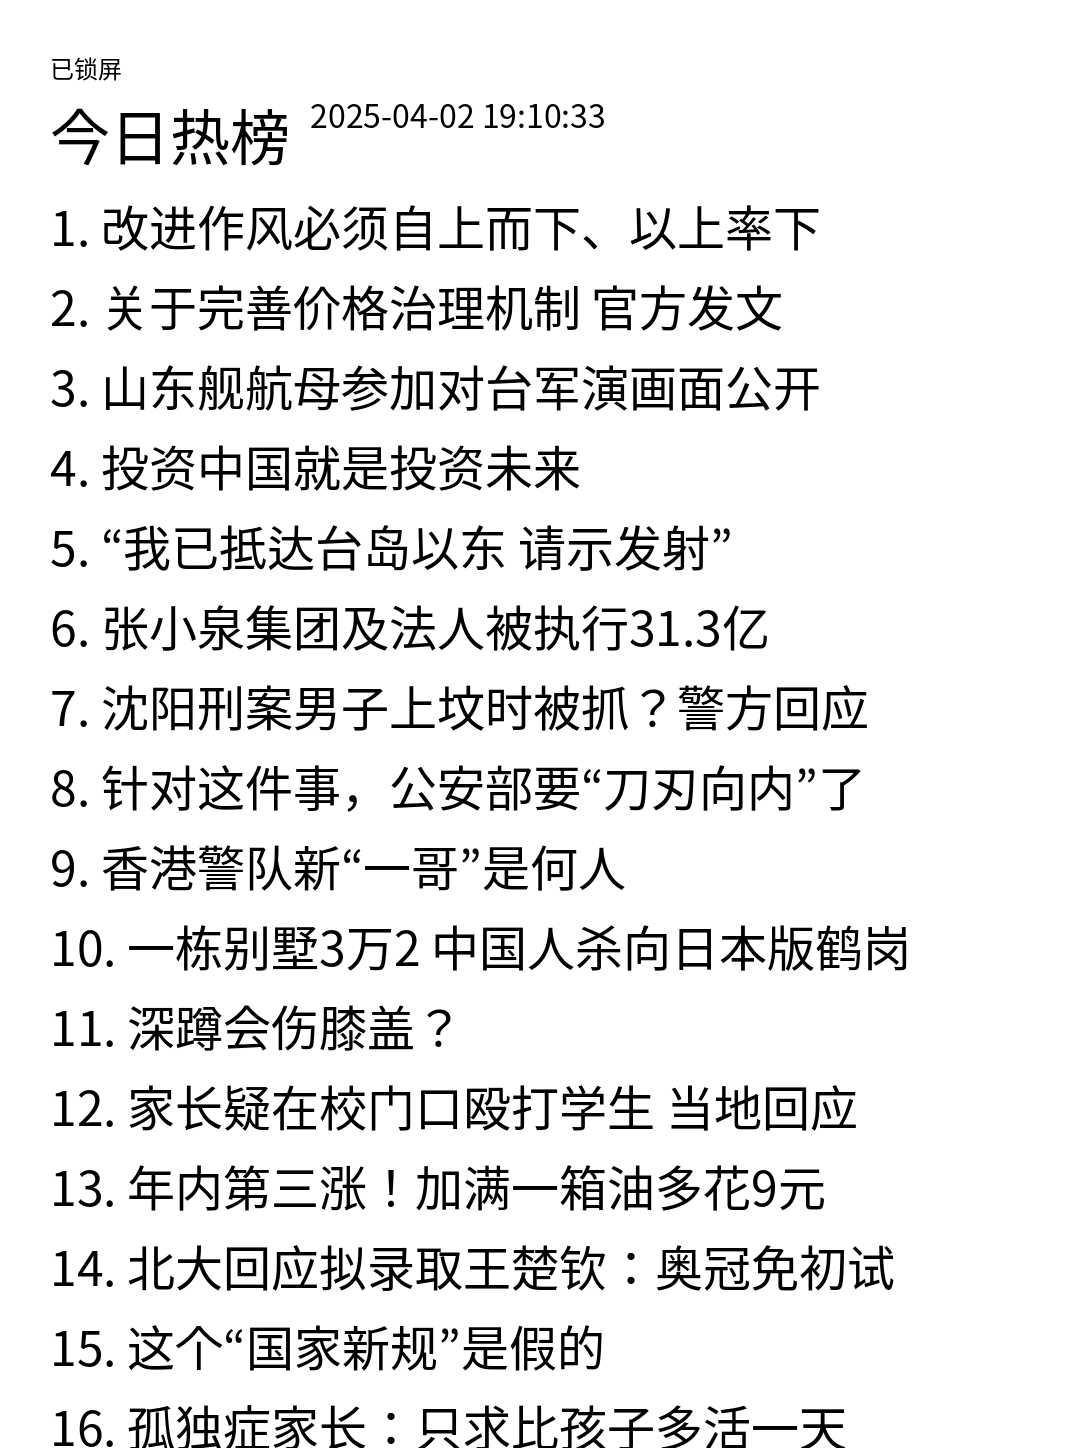 已锁屏
今日热榜 2025-04-02 19:10:33
1. 改进作风必须自上而下、以上率下
2. 关于完善价格治理机制 官方发文
3. 山东舰航母参加对台军演画面公开
4. 投资中国就是投资未来
5. “我已抵达台岛以东 请示发射”
6. 张小泉集团及法人被执行31.3亿
7. 沈阳刑案男子上坟时被抓？警方回应
8. 针对这件事，公安部要“刀刃向内”了
9. 香港警队新“一哥”是何人
10. 一栋别墅3万2 中国人杀向日本版鹤岗
11. 深蹲会伤膝盖？
12. 家长疑在校门口殴打学生 当地回应
13. 年内第三涨！加满一箱油多花9元
14. 北大回应拟录取王楚钦：奥冠免初试
15. 这个“国家新规”是假的
16. 孤独症家长：只求比孩子多活一天